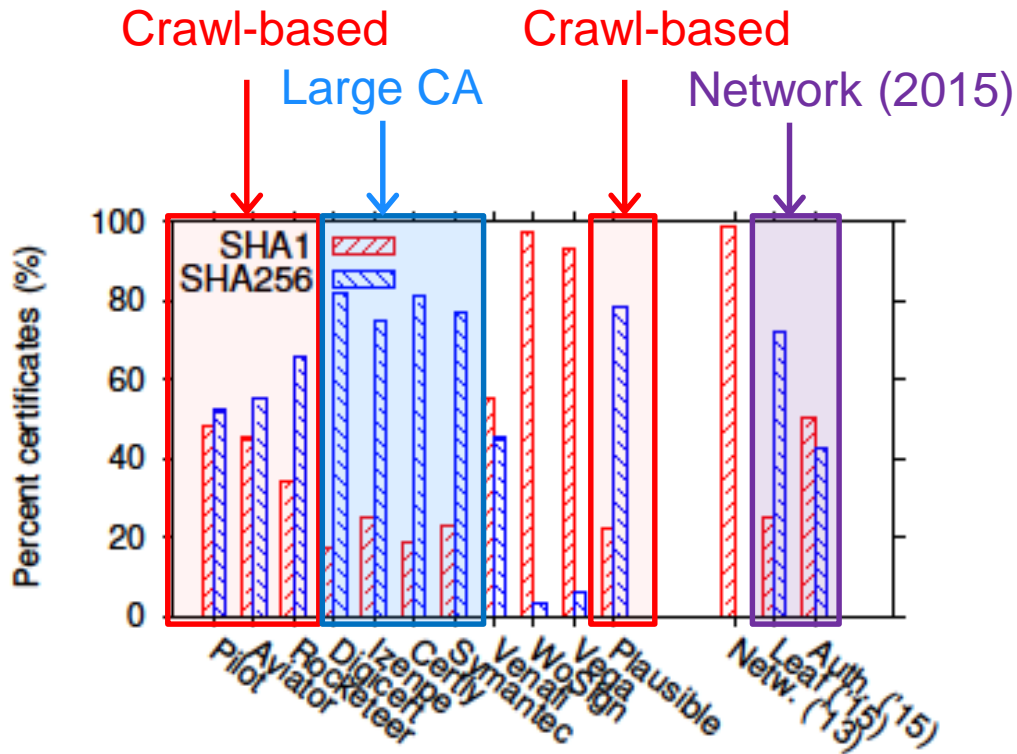 Crawl-based
Crawl-based
Large CA
Network (2015)
Percent certificates (%)
100
80
60
40
20
0
SHA1
SHA256
Pilot
Aviator
Rocketeer
Digicert
Izenpe
Certly
Symantec
Venafi
WoSign
Vega
Plausible
Netw. ('13)
Leaf ('15)
Auth. ('15)